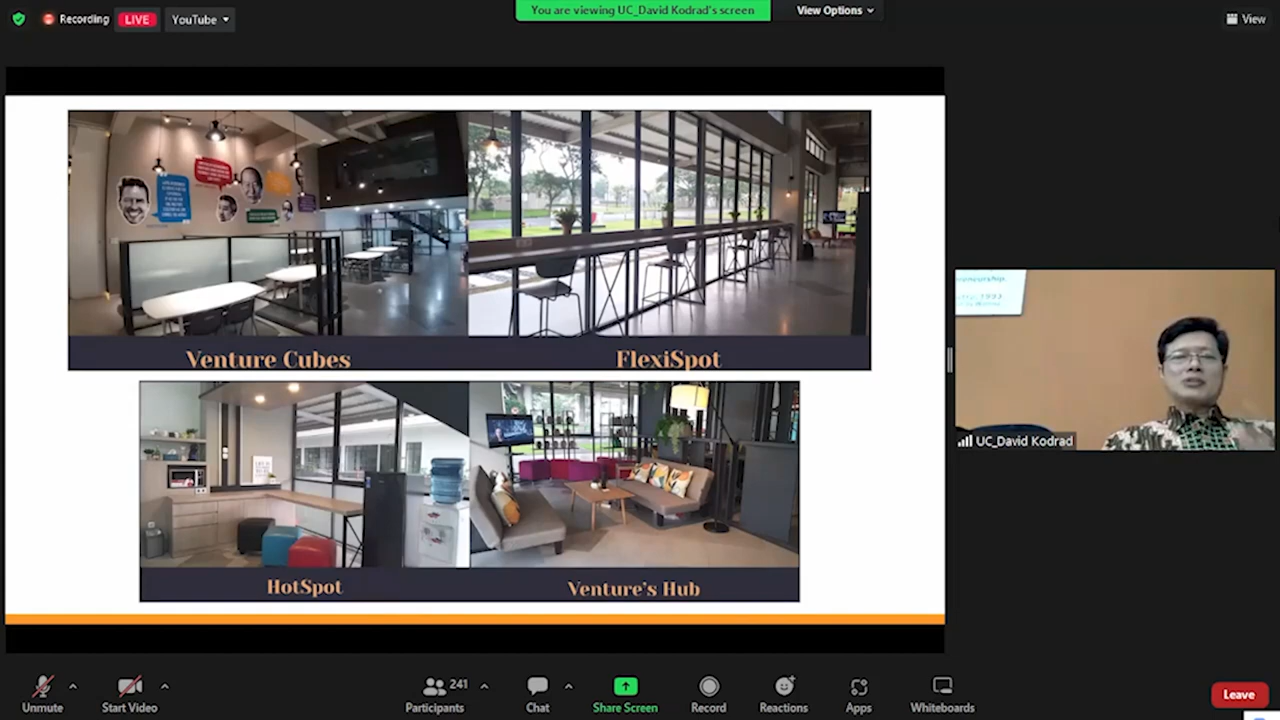 Recording
LIVE
YouTube
You are viewing UC_David Kodrad's screen
View Options
View
Venture Cubes
FlexiSpot
HotSpot
Venture's Hub
UC_David Kodrad
Unmute
Start Video
241
Participants
Chat
Share Screen
Record
Reactions
Apps
Whiteboards
Leave